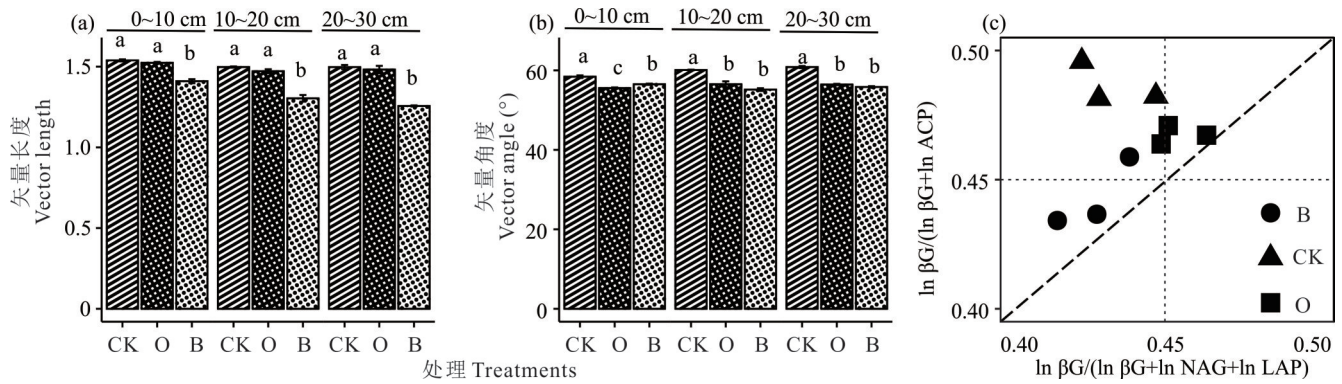 (a)
0~10 cm 10~20 cm 20~30 cm
a a b a a b a a b
1.5
1.0
0.5
0
矢量长度
Vector length
CK O B CK O B CK O B
(b)
0~10 cm 10~20 cm 20~30 cm
a c b a b b a b b
60
40
20
0
矢量角度
Vector angle (°)
CK O B CK O B CK O B
处理 Treatments
(c)
0.50
0.45
0.40
ln βG/(ln βG+ln ACP)
B
CK
O
0.40 0.45 0.50
ln βG/(ln βG+ln NAG+ln LAP)